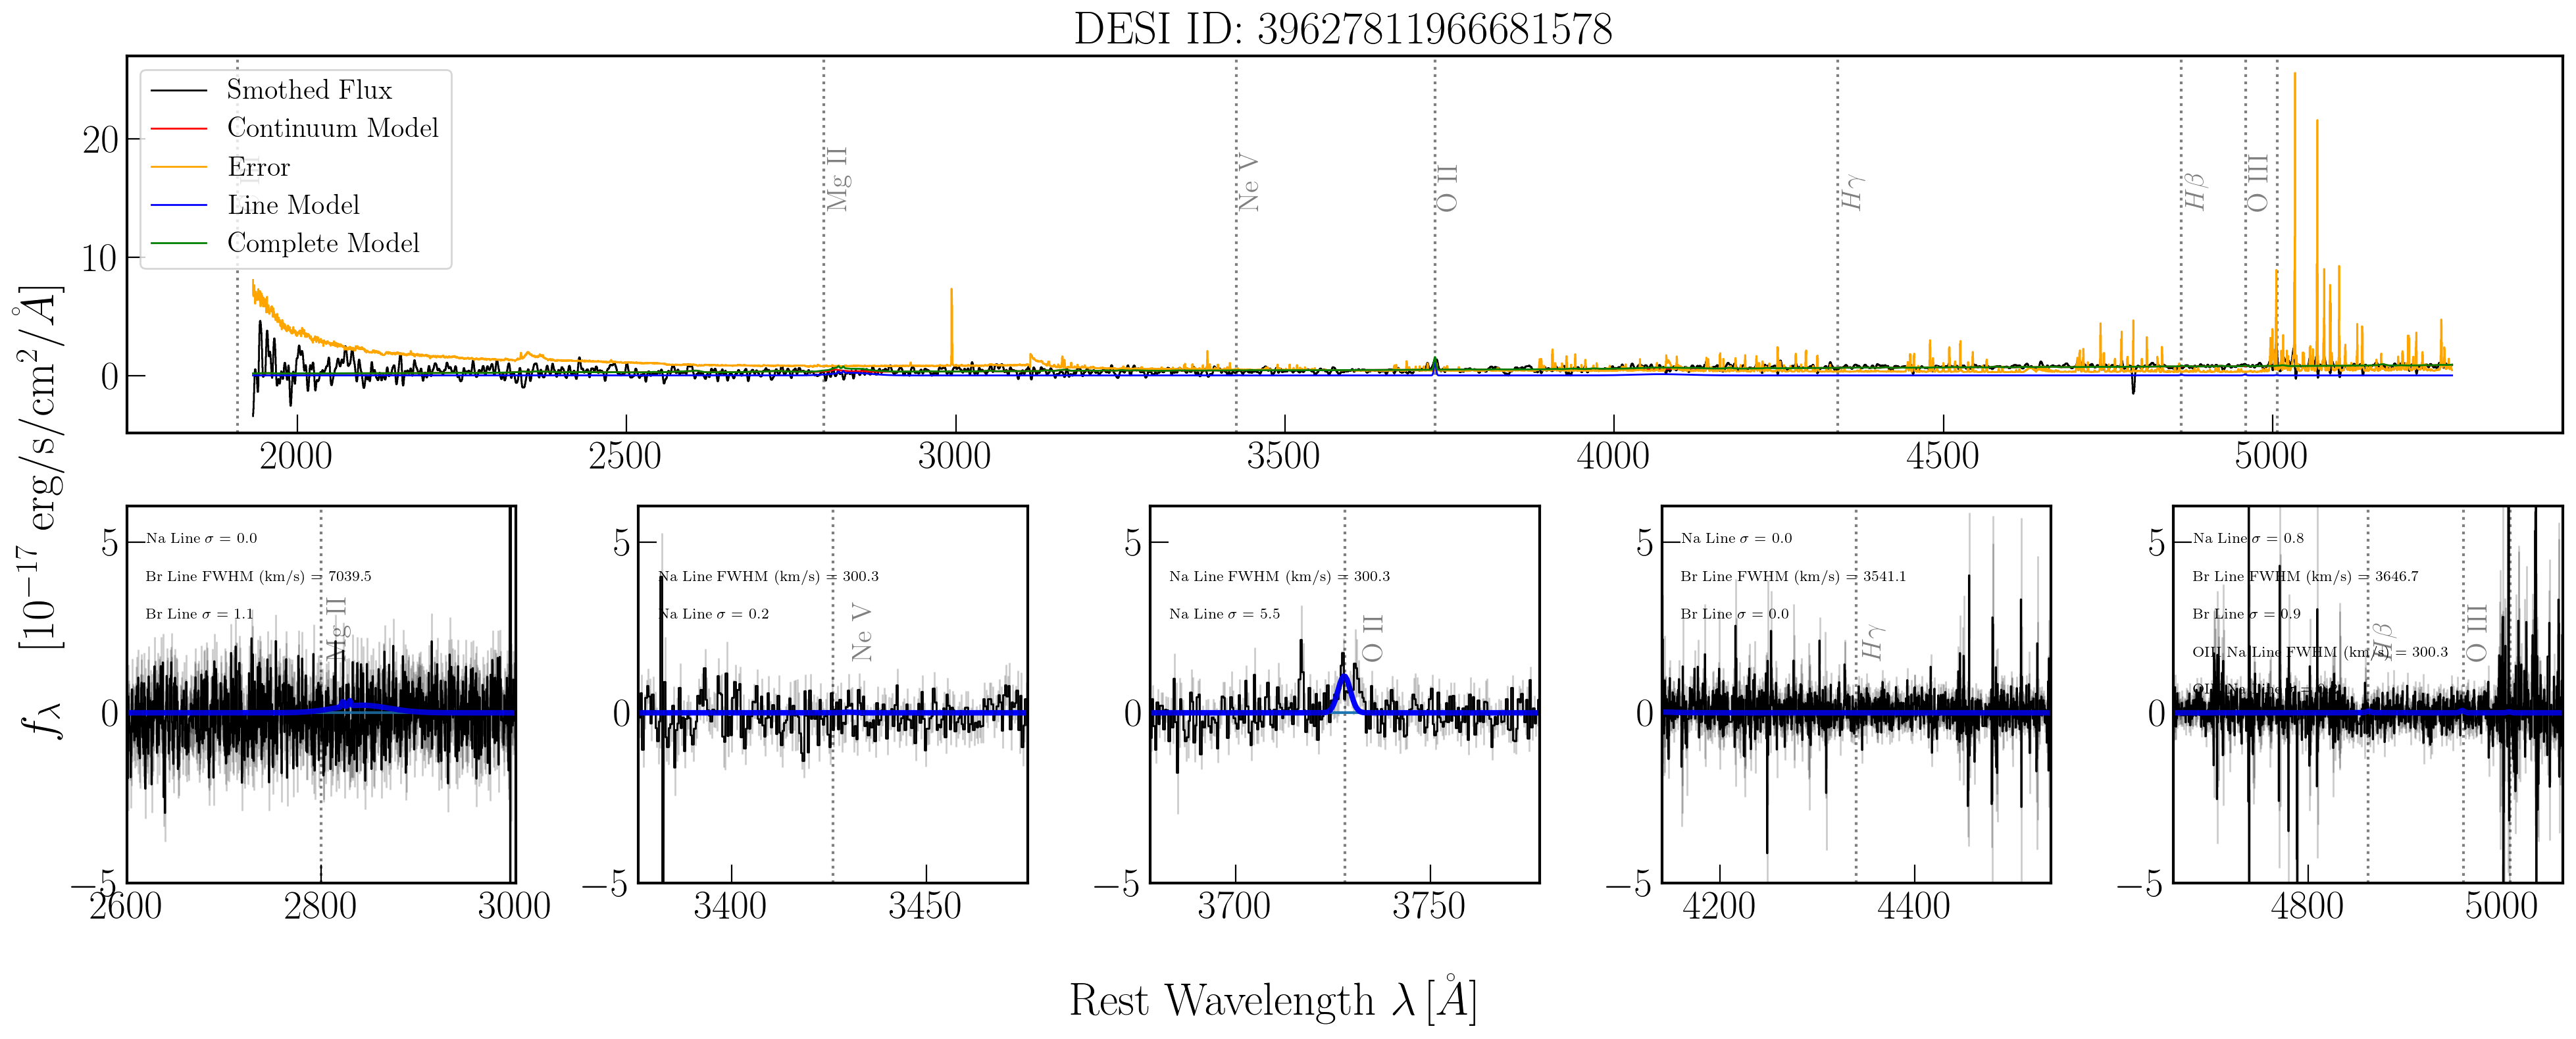 DESI ID: 39627811966681578
Smothed Flux
Continuum Model
Error
Line Model
Complete Model
Mg II
Ne V
O II
Hγ
Hβ
O III
20
10
0
2000 2500 3000 3500 4000 4500 5000
fλ [10⁻¹⁷ erg/s/cm²/Å]
Na Line σ = 0.0
Br Line FWHM (km/s) = 7039.5
Br Line σ = 1.1
Mg II
5
0
−5
2600 2800 3000
Na Line FWHM (km/s) = 300.3
Na Line σ = 0.2
Ne V
5
0
−5
3400 3450
Na Line FWHM (km/s) = 300.3
Na Line σ = 5.5
O II
5
0
−5
3700 3750
Na Line σ = 0.0
Br Line FWHM (km/s) = 3541.1
Br Line σ = 0.0
Hγ
5
0
−5
4200 4400
Na Line σ = 0.8
Br Line FWHM (km/s) = 3646.7
Br Line σ = 0.9
OIII Na Line FWHM (km/s) = 300.3
Hβ
O III
5
0
−5
4800 5000
Rest Wavelength λ [Å]